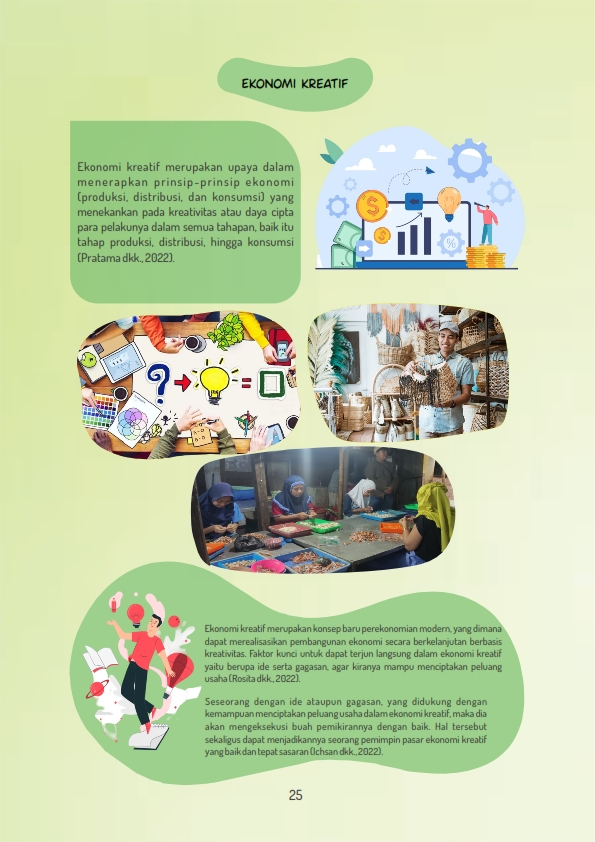 EKONOMI KREATIF
Ekonomi kreatif merupakan upaya dalam
menerapkan prinsip-prinsip ekonomi
(produksi, distribusi, dan konsumsi) yang
menekankan pada kreativitas atau daya cipta
para pelakunya dalam semua tahapan, baik itu
tahap produksi, distribusi, hingga konsumsi
(Pratama dkk., 2022).
Ekonomi kreatif merupakan konsep baru perekonomian modern, yang dimana
dapat merealisasikan pembangunan ekonomi secara berkelanjutan berbasis
kreativitas. Faktor kunci untuk dapat terjun langsung dalam ekonomi kreatif
yaitu berupa ide serta gagasan, agar kiranya mampu menciptakan peluang
usaha (Rosita dkk., 2022).
Seseorang dengan ide ataupun gagasan, yang didukung dengan
kemampuan menciptakan peluang usaha dalam ekonomi kreatif, maka dia
akan mengeksekusi buah pemikirannya dengan baik. Hal tersebut
sekaligus dapat menjadikannya seorang pemimpin pasar ekonomi kreatif
yang baik dan tepat sasaran (Ichsan dkk., 2022).
25